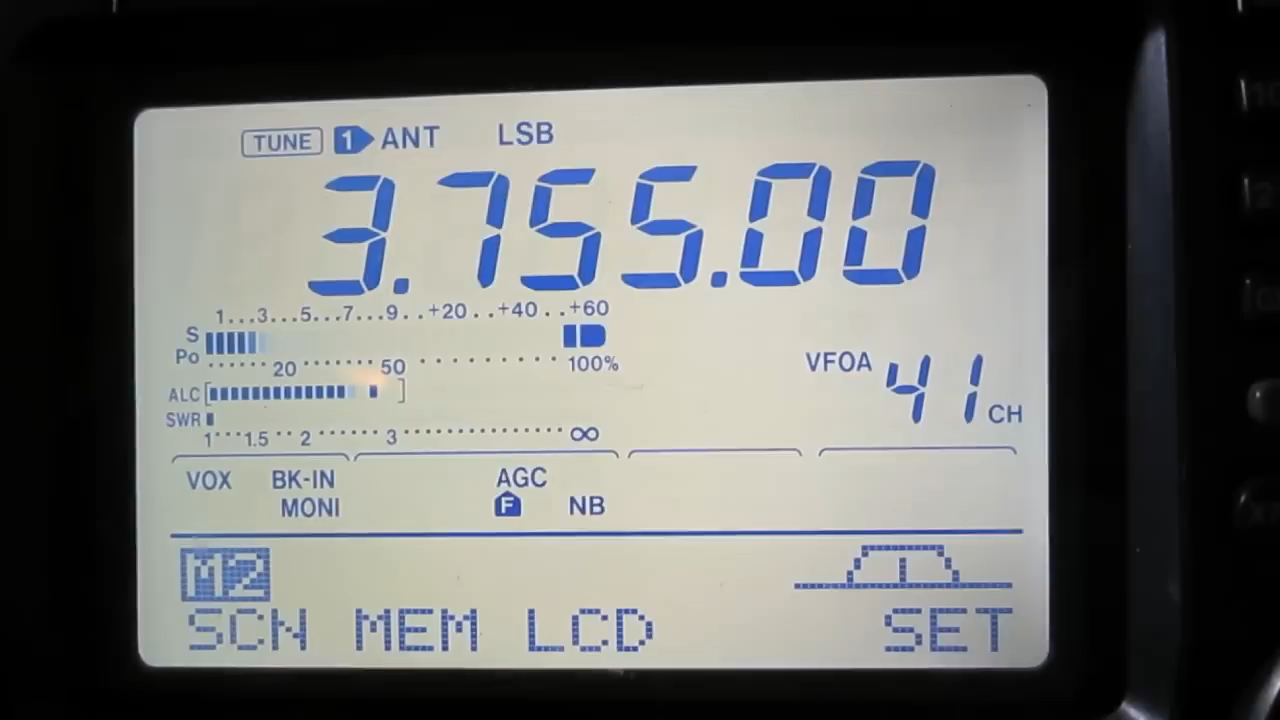 TUNE 1 ANT LSB
3.755.00
1...3...5...7...9..+20..+40..+60
S
Po 20 50 100%
VFOA 41 CH
ALC
SWR
1 1.5 2 3 ∞
VOX BK-IN AGC
MONI F NB
M2
SCN MEM LCD SET